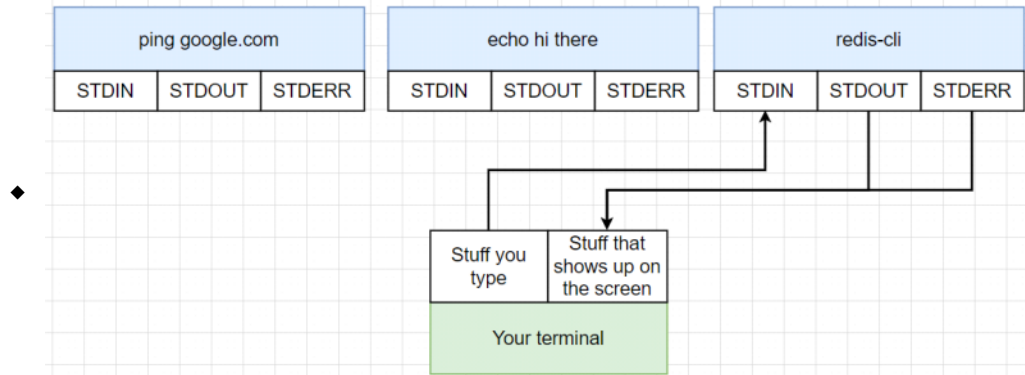 ping google.com
echo hi there
redis-cli
STDIN
STDOUT
STDERR
STDIN
STDOUT
STDERR
STDIN
STDOUT
STDERR
Stuff you
type
Stuff that
shows up on
the screen
Your terminal